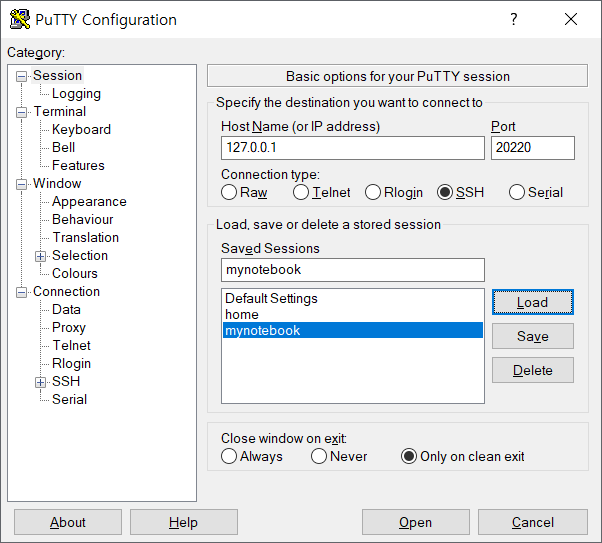 PuTTY Configuration
?
Category:
Session
Logging
Terminal
Keyboard
Bell
Features
Window
Appearance
Behaviour
Translation
Selection
Colours
Connection
Data
Proxy
Telnet
Rlogin
SSH
Serial
Basic options for your PuTTY session
Specify the destination you want to connect to
Host Name (or IP address) Port
127.0.0.1 20220
Connection type:
Raw Telnet Rlogin SSH Serial
Load, save or delete a stored session
Saved Sessions
mynotebook
Default Settings
home
mynotebook
Load
Save
Delete
Close window on exit:
Always Never Only on clean exit
About Help Open Cancel